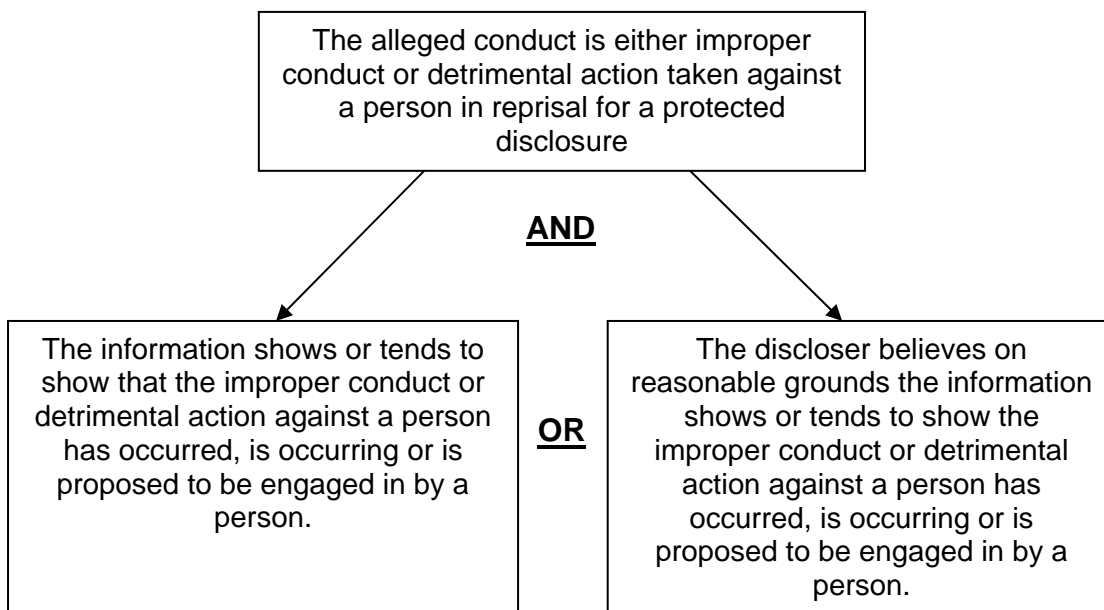 The alleged conduct is either improper
conduct or detrimental action taken against
a person in reprisal for a protected
disclosure
AND
The information shows or tends to
show that the improper conduct or
detrimental action against a person
has occurred, is occurring or is
proposed to be engaged in by a
person.
OR
The discloser believes on
reasonable grounds the information
shows or tends to show the
improper conduct or detrimental
action against a person has
occurred, is occurring or is
proposed to be engaged in by a
person.